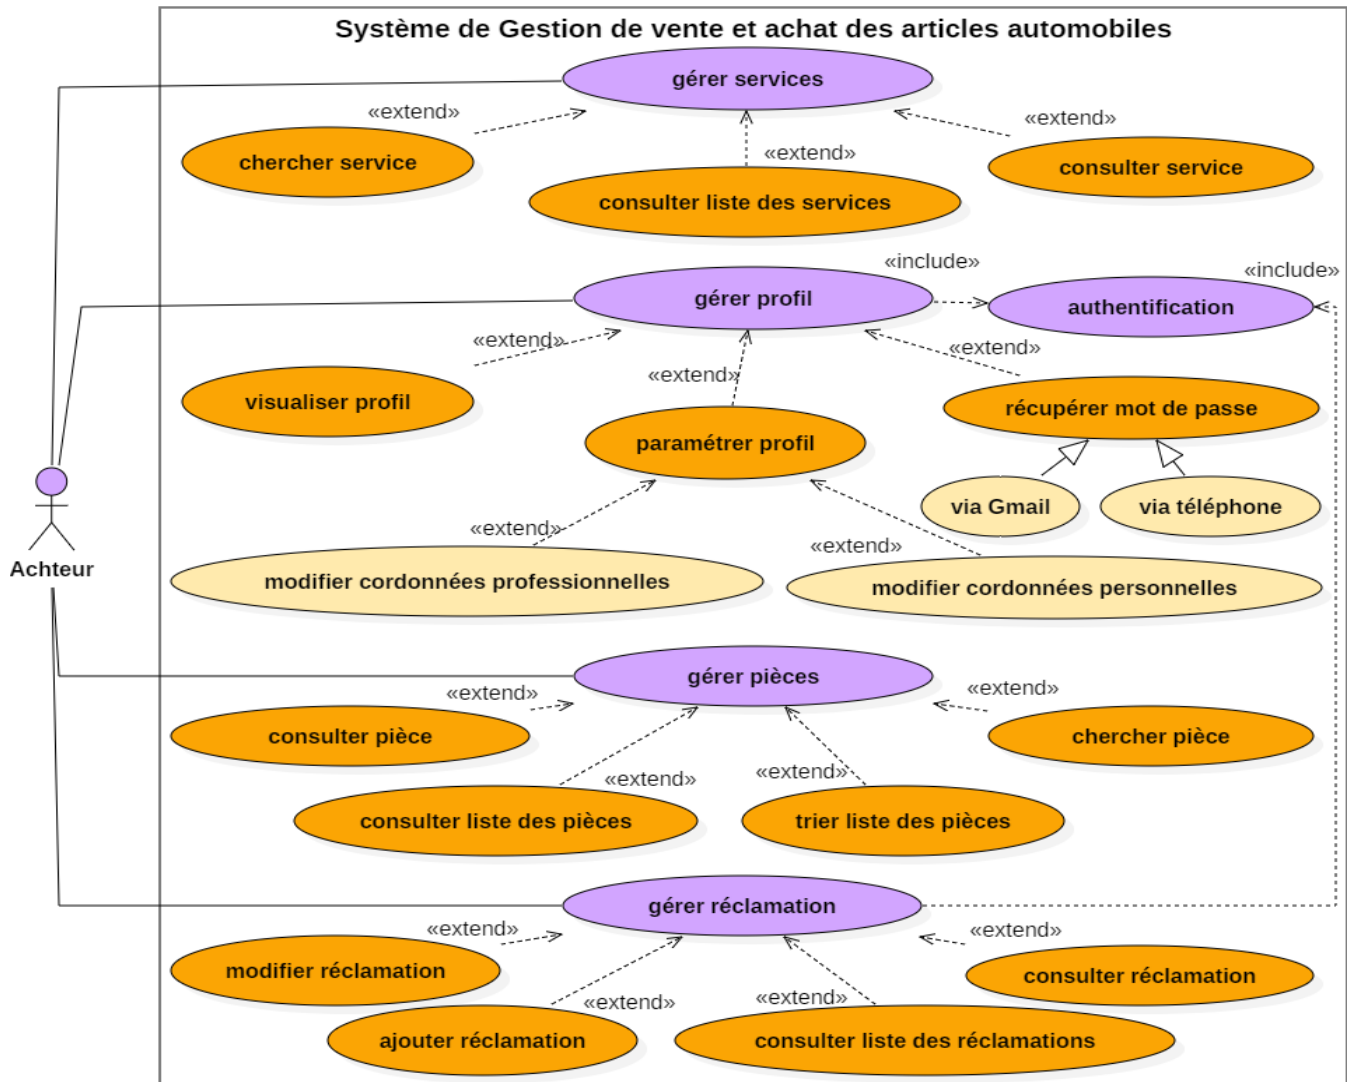 Système de Gestion de vente et achat des articles automobiles
gérer services
«extend»
«extend»
«extend»
chercher service
consulter liste des services
consulter service
«include»
«include»
gérer profil
authentification
«extend»
«extend»
«extend»
visualiser profil
paramétrer profil
récupérer mot de passe
via Gmail
via téléphone
«extend»
«extend»
Achteur
modifier cordonnées professionnelles
modifier cordonnées personnelles
gérer pièces
«extend»
«extend»
consulter pièce
chercher pièce
«extend»
«extend»
consulter liste des pièces
trier liste des pièces
gérer réclamation
«extend»
«extend»
modifier réclamation
consulter réclamation
«extend»
«extend»
ajouter réclamation
consulter liste des réclamations